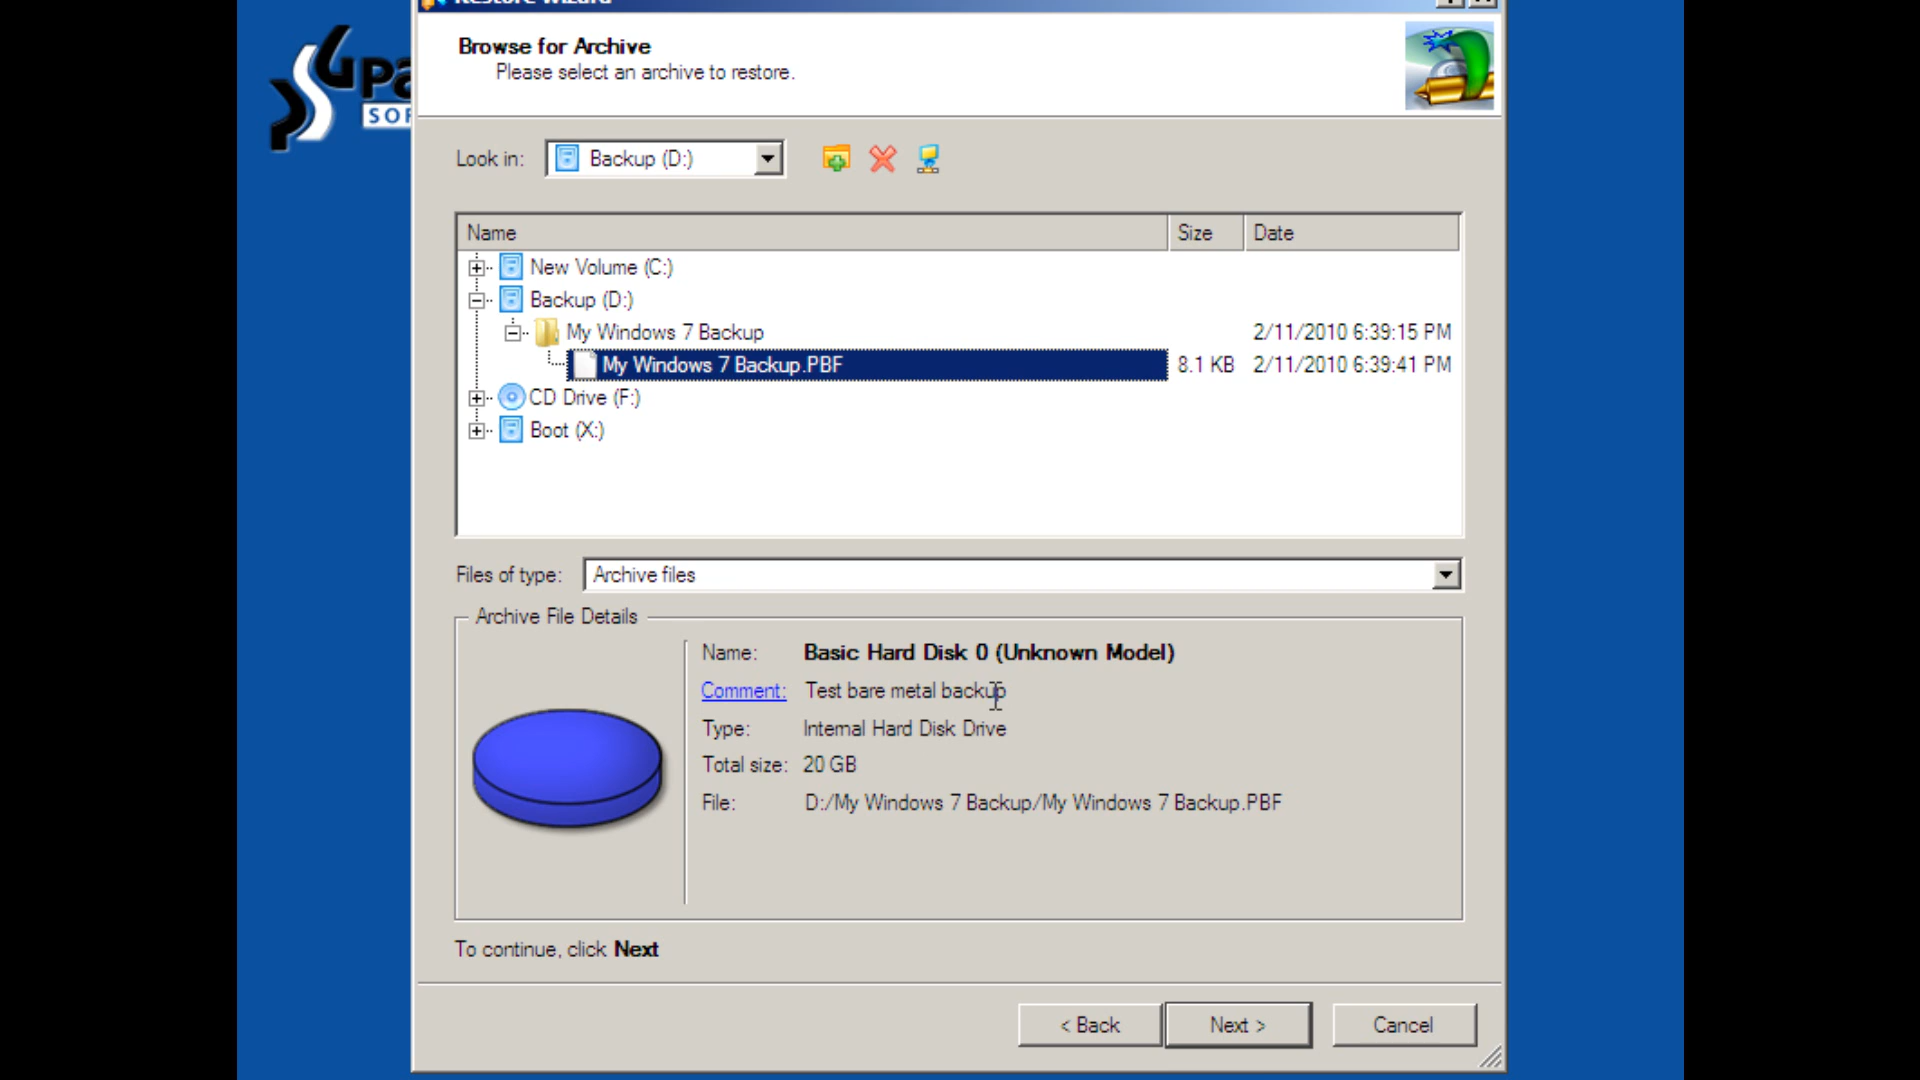 Restore Wizard
Browse for Archive
Please select an archive to restore.
Look in: Backup (D:)
Name Size Date
New Volume (C:)
Backup (D:)
My Windows 7 Backup 2/11/2010 6:39:15 PM
My Windows 7 Backup.PBF 8.1 KB 2/11/2010 6:39:41 PM
CD Drive (F:)
Boot (X:)
Files of type: Archive files
Archive File Details
Name: Basic Hard Disk 0 (Unknown Model)
Comment: Test bare metal backup
Type: Internal Hard Disk Drive
Total size: 20 GB
File: D:/My Windows 7 Backup/My Windows 7 Backup.PBF
To continue, click Next
< Back Next > Cancel